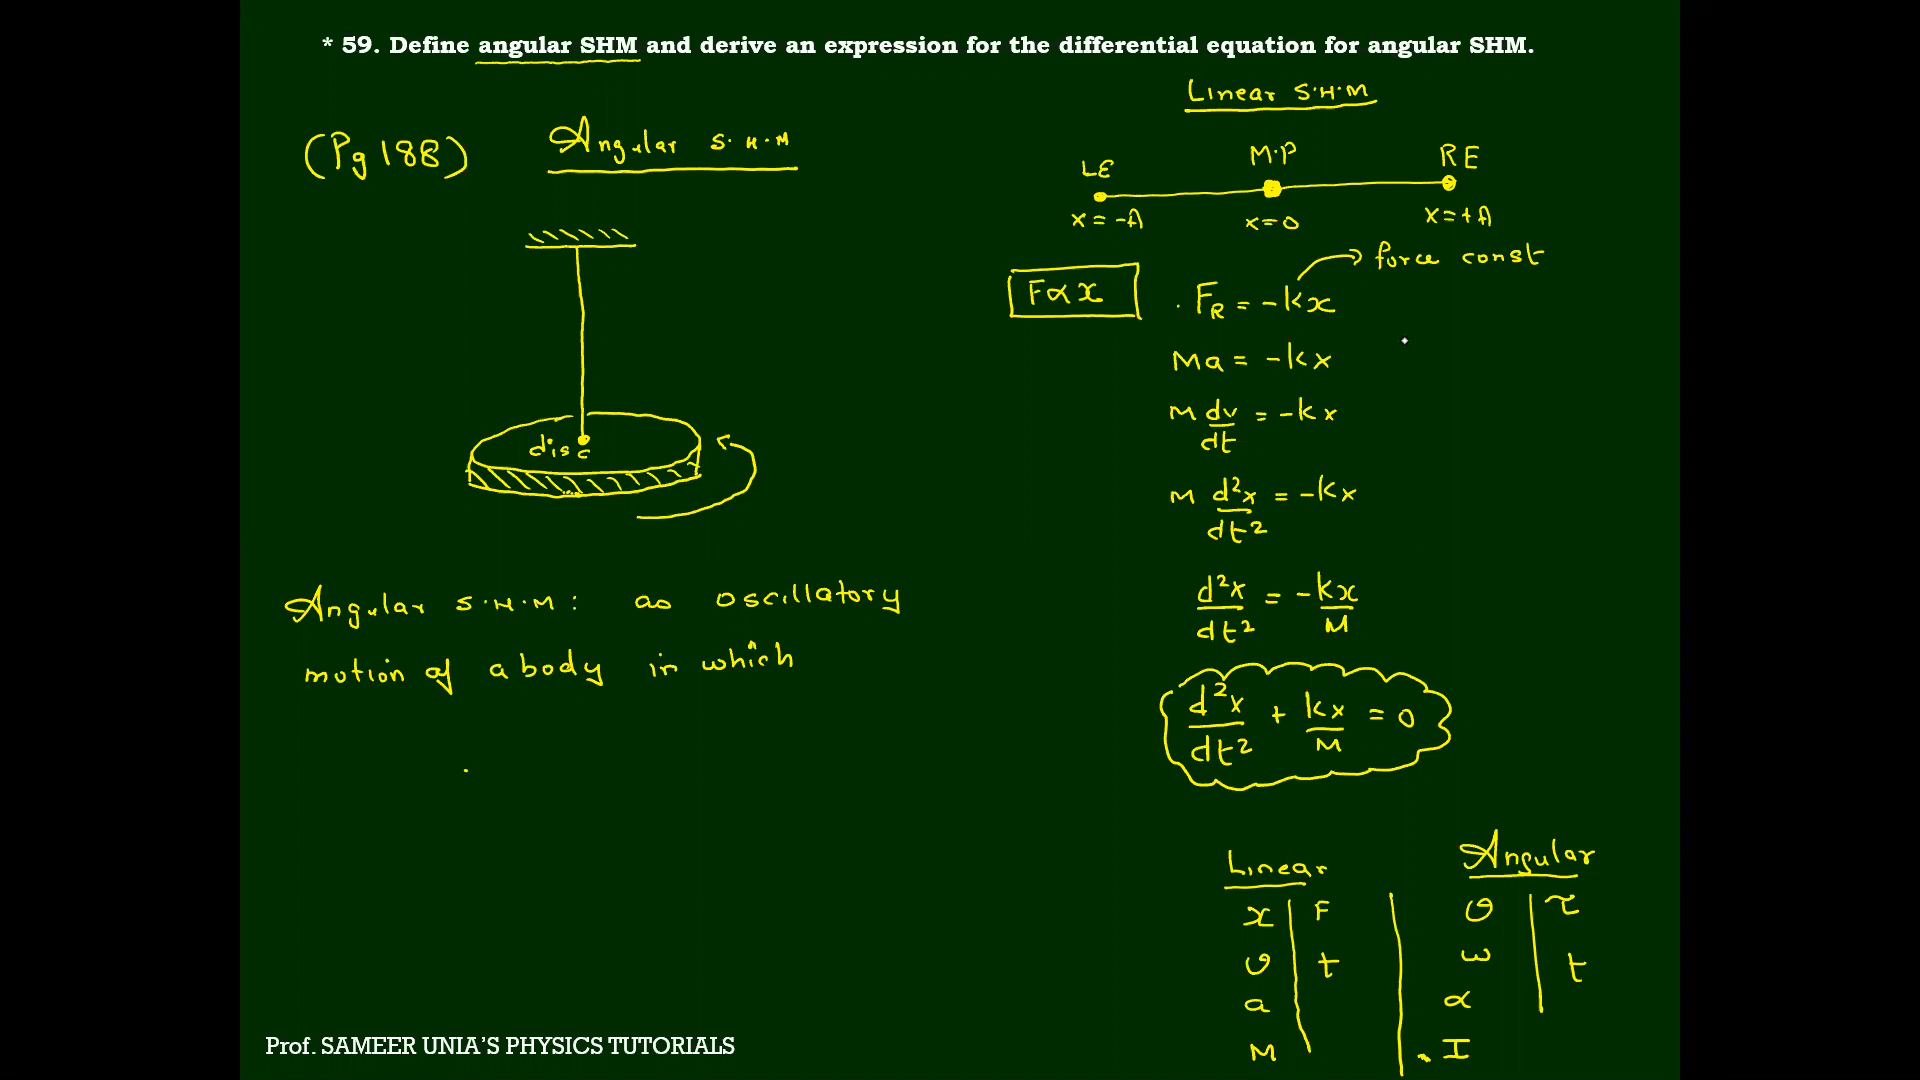 * 59. Define angular SHM and derive an expression for the differential equation for angular SHM.
(Pg 188)
Angular S.H.M
disc
Angular S.H.M : as oscillatory
motion of a body in which
Linear S.H.M
LE M.P RE
x = -A x=0 x=+A
force const
F∝x
F_R = -kx
Ma = -kx
M dv/dt = -kx
M d²x/dt² = -kx
d²x/dt² = -kx/M
d²x/dt² + kx/M = 0
Linear Angular
x F θ τ
v t ω t
a α
M I
Prof. SAMEER UNIA'S PHYSICS TUTORIALS